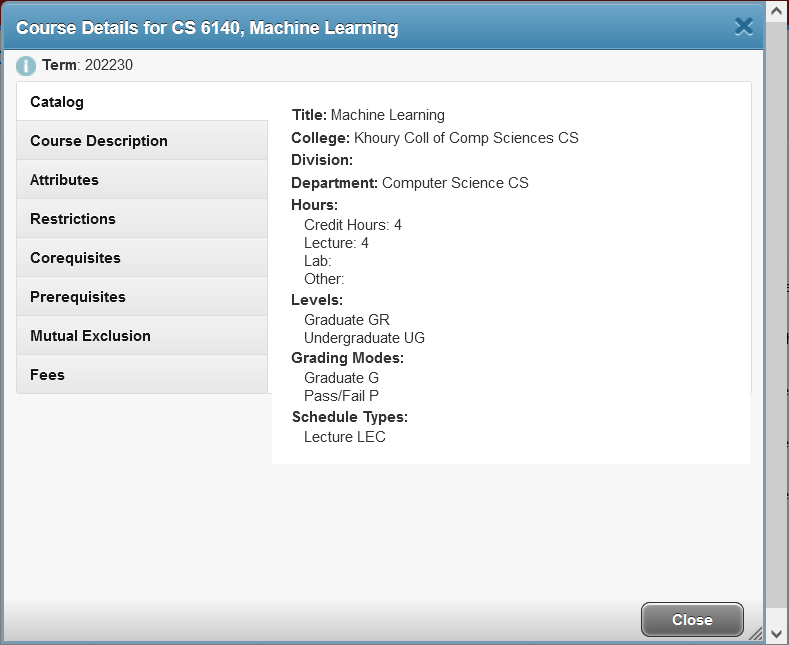 Course Details for CS 6140, Machine Learning
Term: 202230
Catalog
Course Description
Attributes
Restrictions
Corequisites
Prerequisites
Mutual Exclusion
Fees
Title: Machine Learning
College: Khoury Coll of Comp Sciences CS
Division:
Department: Computer Science CS
Hours:
Credit Hours: 4
Lecture: 4
Lab:
Other:
Levels:
Graduate GR
Undergraduate UG
Grading Modes:
Graduate G
Pass/Fail P
Schedule Types:
Lecture LEC
Close